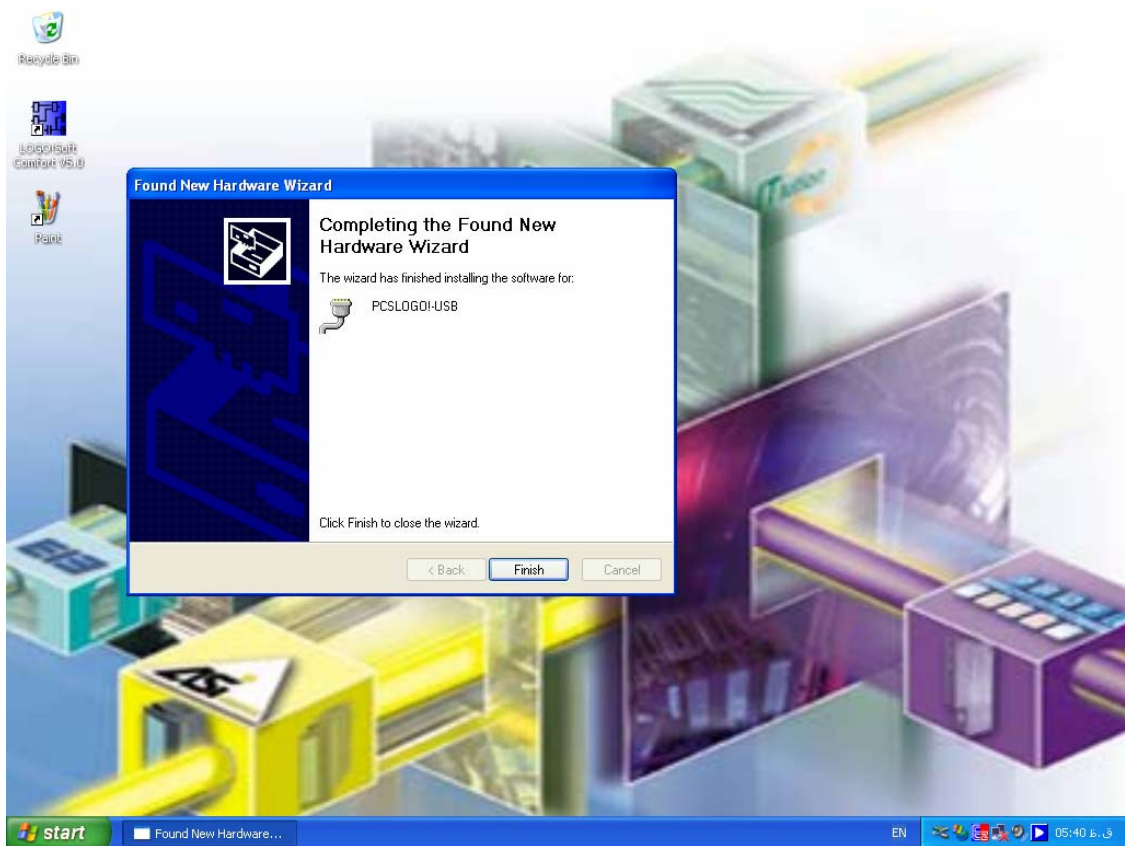 Recycle Bin
LOGO!Soft
Comfort V5.0
Paint
Found New Hardware Wizard
Completing the Found New
Hardware Wizard
The wizard has finished installing the software for:
PCSLOGO!-USB
Click Finish to close the wizard.
< Back
Finish
Cancel
EIB
ASi
start
Found New Hardware...
EN
05:40 ق.ظ